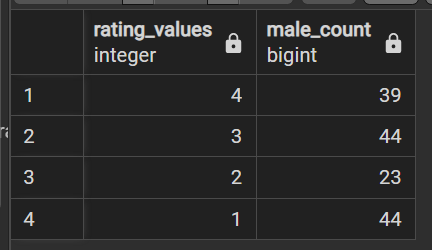 rating_values male_count
integer bigint
1 4 39
2 3 44
3 2 23
4 1 44